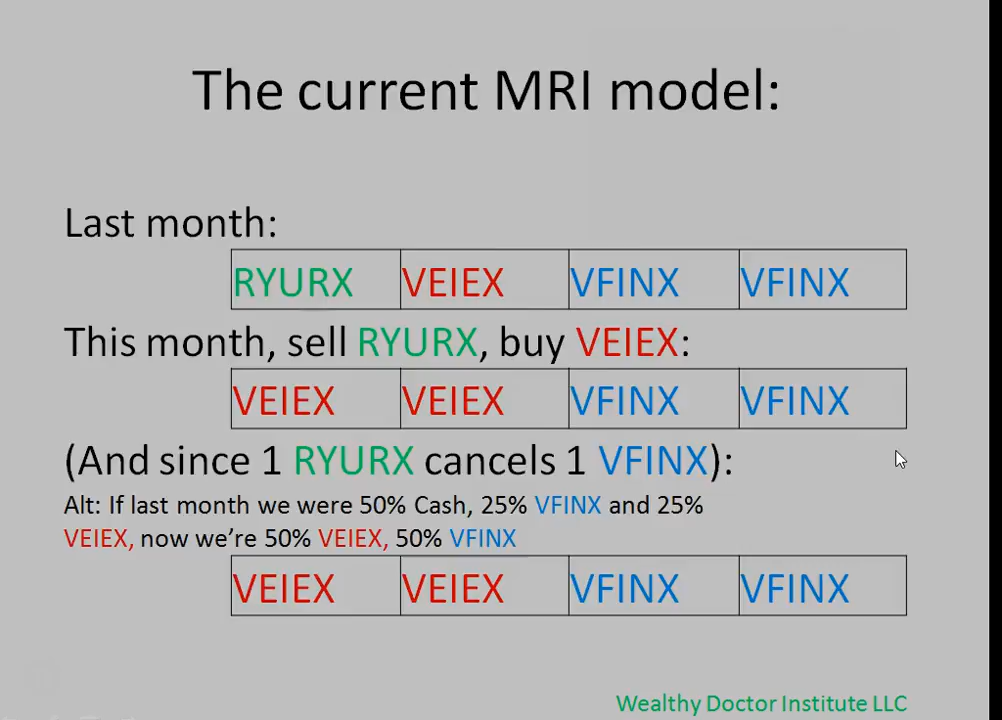 The current MRI model:
Last month:
RYURX VEIEX VFINX VFINX
This month, sell RYURX, buy VEIEX:
VEIEX VEIEX VFINX VFINX
(And since 1 RYURX cancels 1 VFINX):
Alt: If last month we were 50% Cash, 25% VFINX and 25%
VEIEX, now we’re 50% VEIEX, 50% VFINX
VEIEX VEIEX VFINX VFINX
Wealthy Doctor Institute LLC